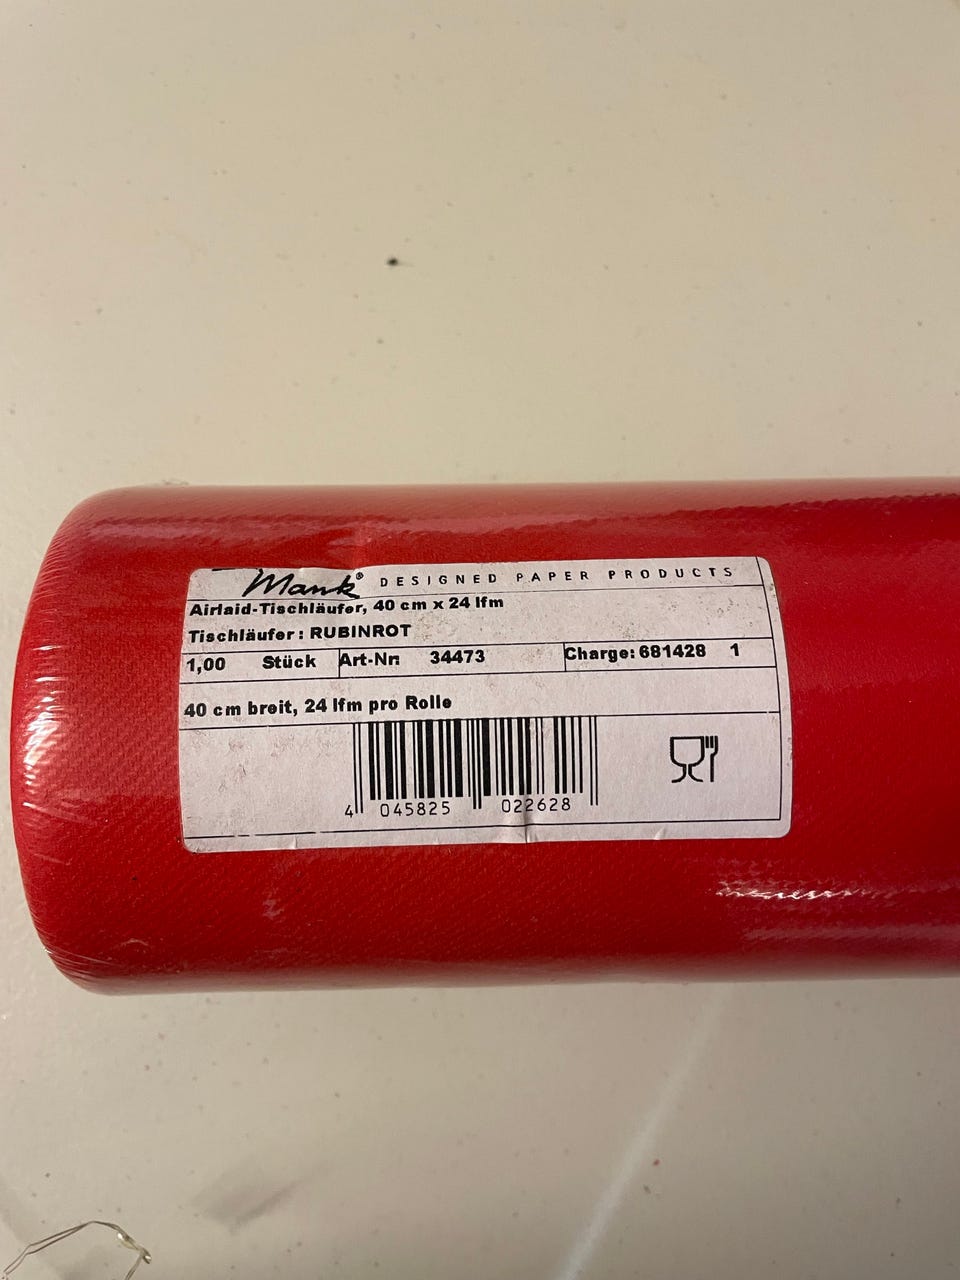 Mank® DESIGNED PAPER PRODUCTS
Airlaid-Tischläufer, 40 cm x 24 lfm
Tischläufer: RUBINROT
1,00 Stück Art-Nr: 34473 Charge: 681428 1
40 cm breit, 24 lfm pro Rolle
4 045825 022628